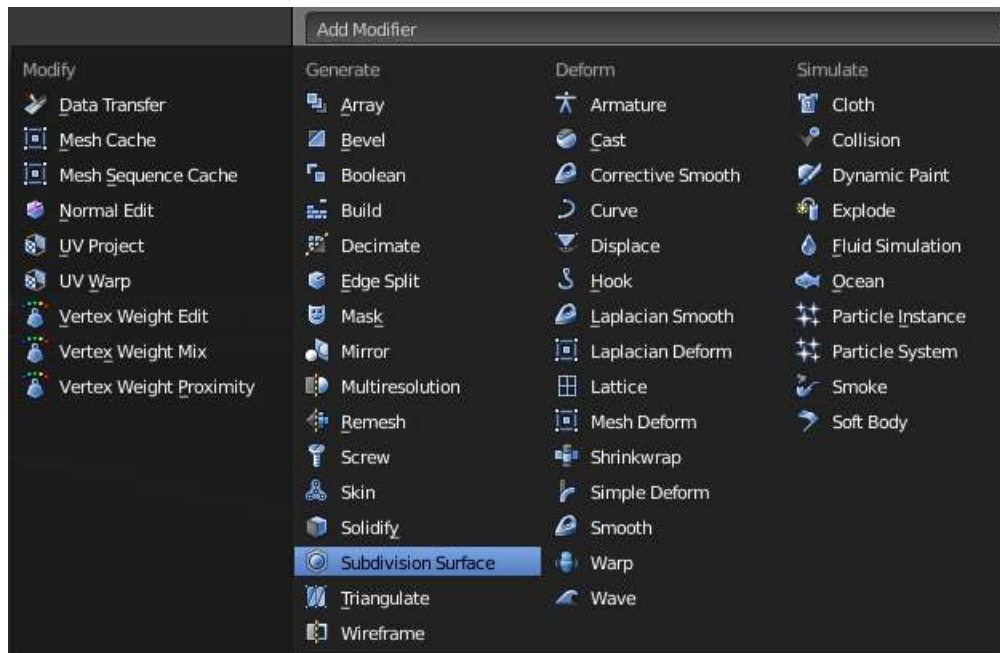 Add Modifier
Modify
Data Transfer
Mesh Cache
Mesh Sequence Cache
Normal Edit
UV Project
UV Warp
Vertex Weight Edit
Vertex Weight Mix
Vertex Weight Proximity
Generate
Array
Bevel
Boolean
Build
Decimate
Edge Split
Mask
Mirror
Multiresolution
Remesh
Screw
Skin
Solidify
Subdivision Surface
Triangulate
Wireframe
Deform
Armature
Cast
Corrective Smooth
Curve
Displace
Hook
Laplacian Smooth
Laplacian Deform
Lattice
Mesh Deform
Shrinkwrap
Simple Deform
Smooth
Warp
Wave
Simulate
Cloth
Collision
Dynamic Paint
Explode
Fluid Simulation
Ocean
Particle Instance
Particle System
Smoke
Soft Body